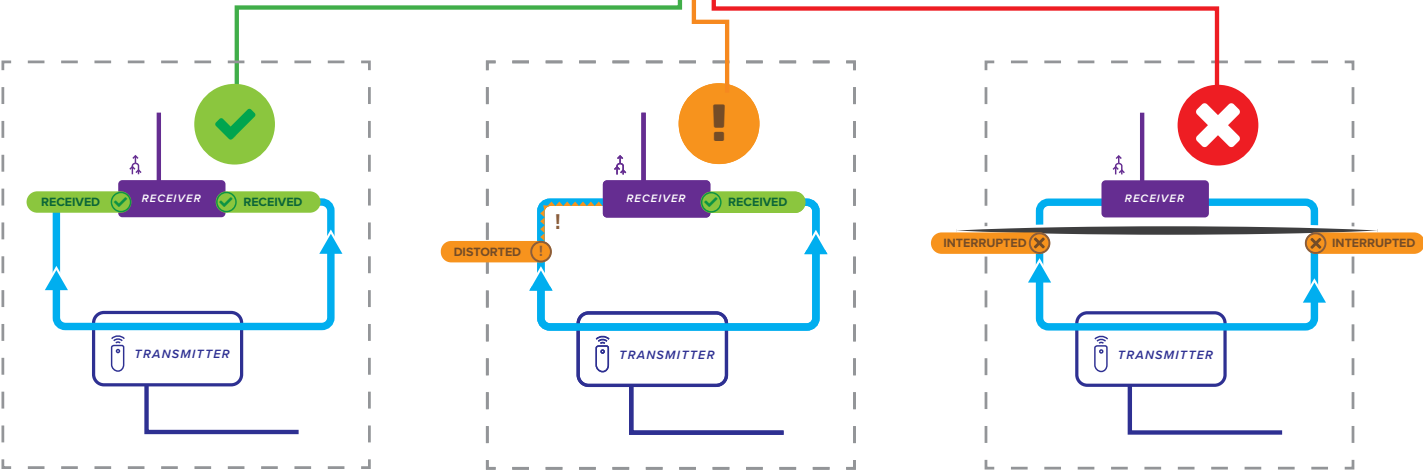 RECEIVED
RECEIVER
RECEIVED
TRANSMITTER
!
RECEIVER
RECEIVED
!
DISTORTED !
TRANSMITTER
RECEIVER
INTERRUPTED
INTERRUPTED
TRANSMITTER